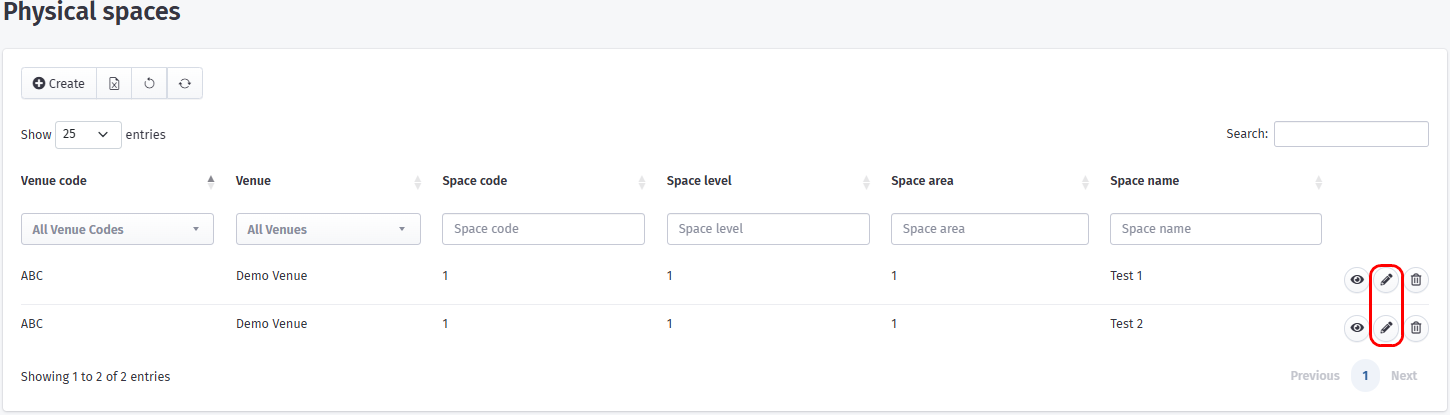 Physical spaces
Create
Show 25 entries
Search:
Venue code Venue Space code Space level Space area Space name
All Venue Codes All Venues Space code Space level Space area Space name
ABC Demo Venue 1 1 1 Test 1
ABC Demo Venue 1 1 1 Test 2
Showing 1 to 2 of 2 entries
Previous 1 Next